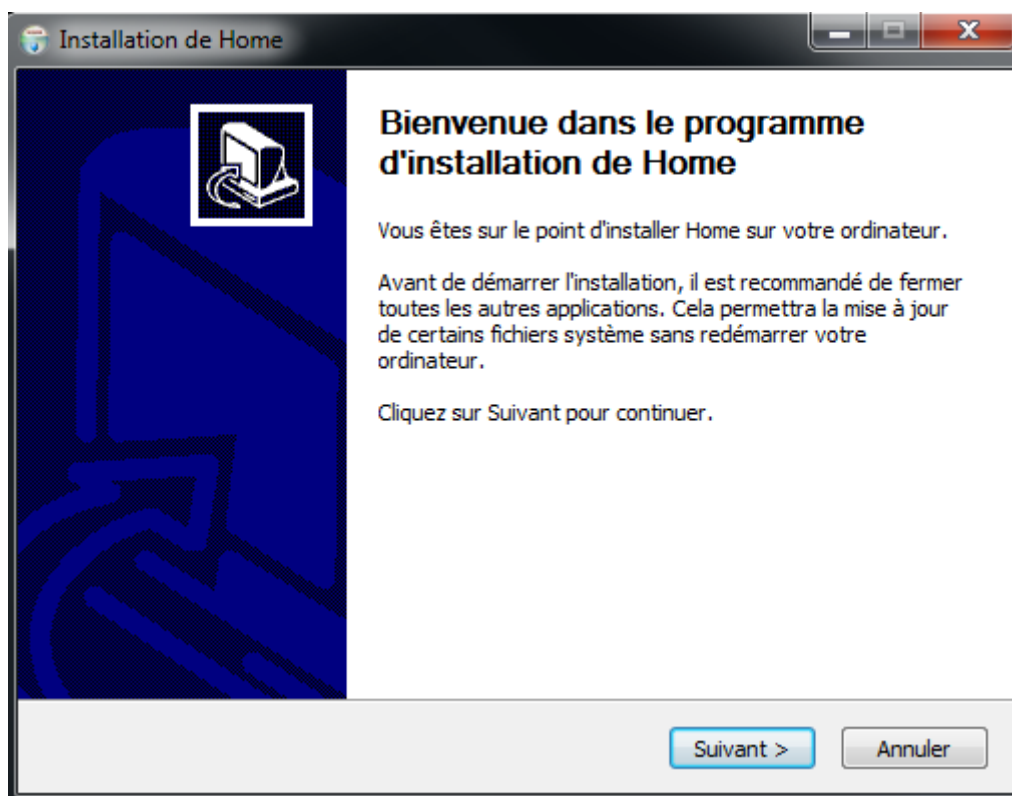 Installation de Home
Bienvenue dans le programme
d'installation de Home
Vous êtes sur le point d'installer Home sur votre ordinateur.
Avant de démarrer l'installation, il est recommandé de fermer
toutes les autres applications. Cela permettra la mise à jour
de certains fichiers système sans redémarrer votre
ordinateur.
Cliquez sur Suivant pour continuer.
Suivant >
Annuler